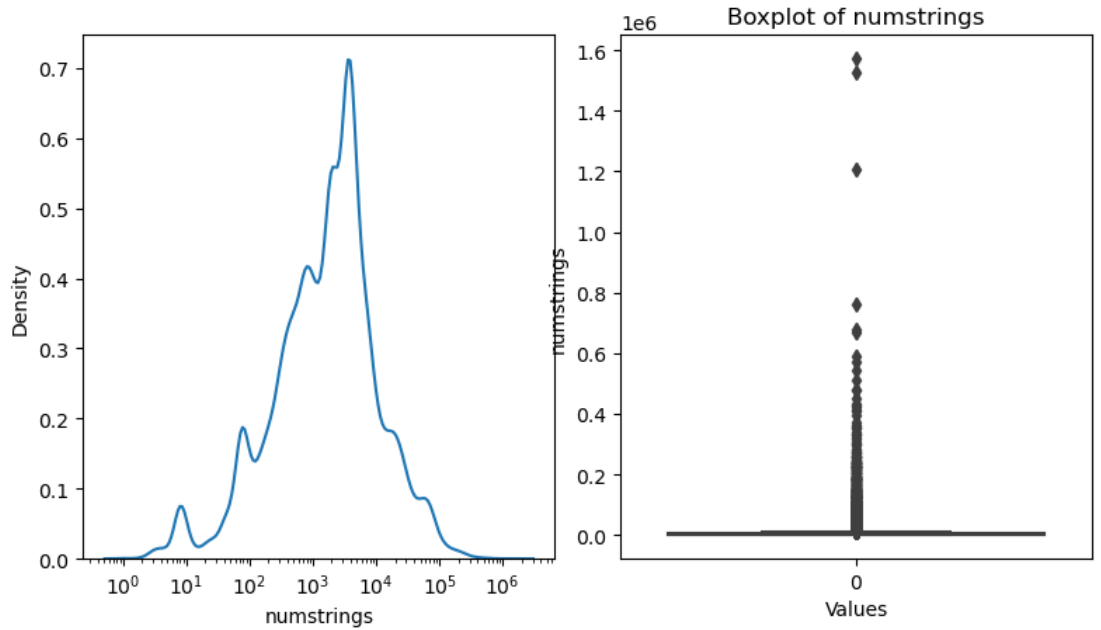 Density
0.7
0.6
0.5
0.4
0.3
0.2
0.1
0.0
10⁰ 10¹ 10² 10³ 10⁴ 10⁵ 10⁶
numstrings
Boxplot of numstrings
1e6
numstrings
1.6
1.4
1.2
1.0
0.8
0.6
0.4
0.2
0.0
0
Values